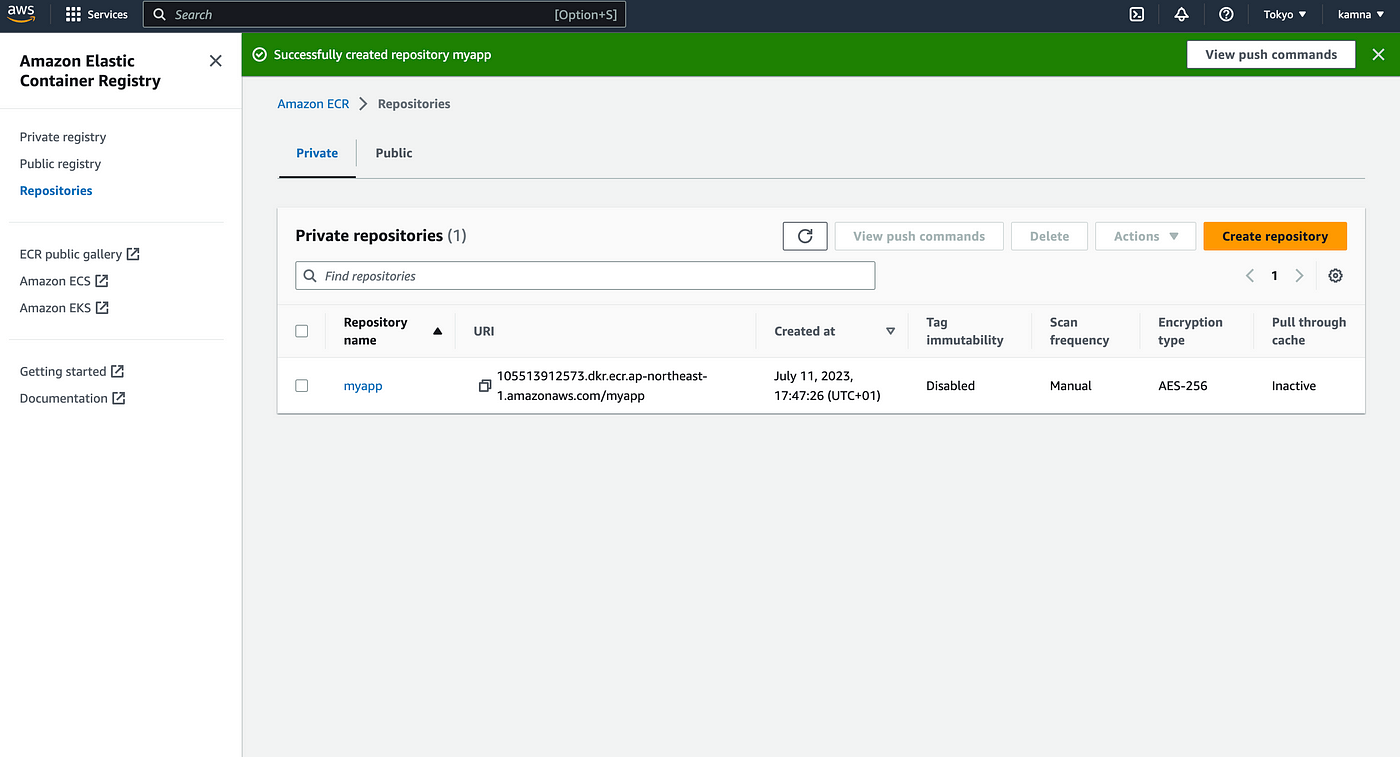 aws
Services
Search
[Option+S]
Tokyo
kamna
Amazon Elastic
Container Registry
Private registry
Public registry
Repositories
ECR public gallery
Amazon ECS
Amazon EKS
Getting started
Documentation
Successfully created repository myapp
View push commands
Amazon ECR
Repositories
Private
Public
Private repositories (1)
View push commands
Delete
Actions
Create repository
Find repositories
1
Repository
name
URI
Created at
Tag
immutability
Scan
frequency
Encryption
type
Pull through
cache
myapp
105513912573.dkr.ecr.ap-northeast-
1.amazonaws.com/myapp
July 11, 2023,
17:47:26 (UTC+01)
Disabled
Manual
AES-256
Inactive